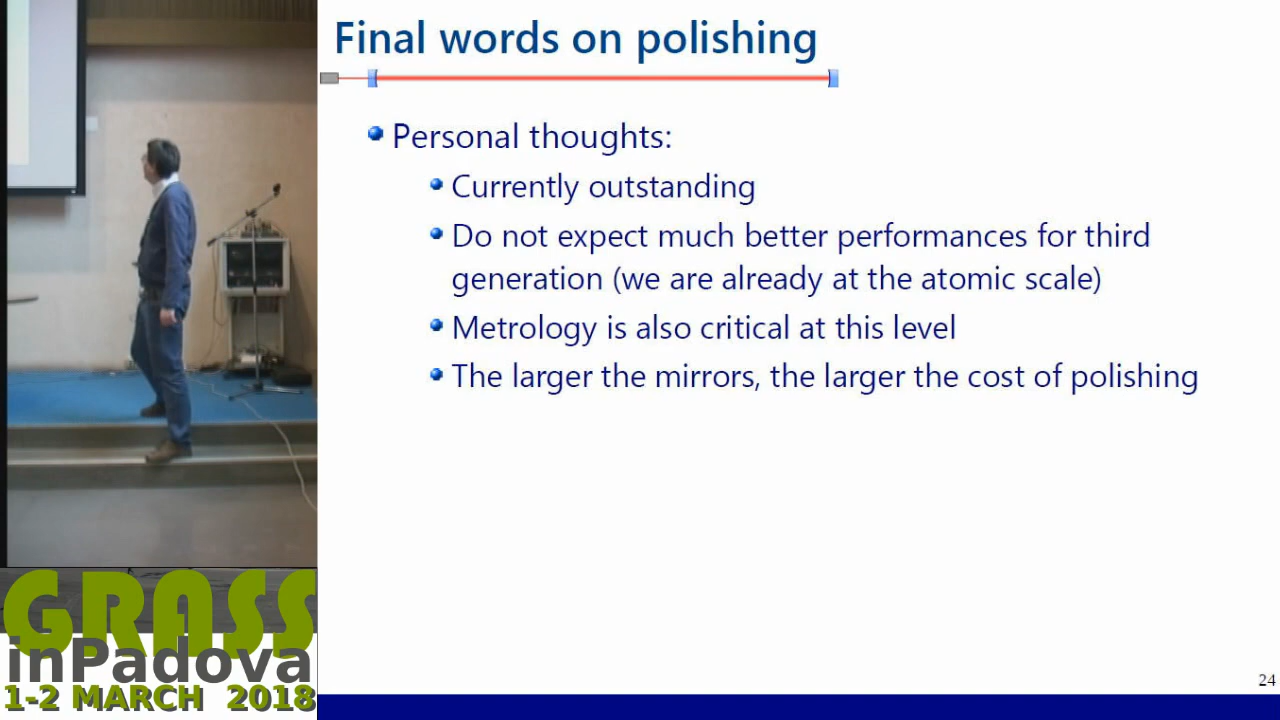 Final words on polishing
Personal thoughts:
Currently outstanding
Do not expect much better performances for third
generation (we are already at the atomic scale)
Metrology is also critical at this level
The larger the mirrors, the larger the cost of polishing
24
GRASS
inPadova
1-2 MARCH 2018